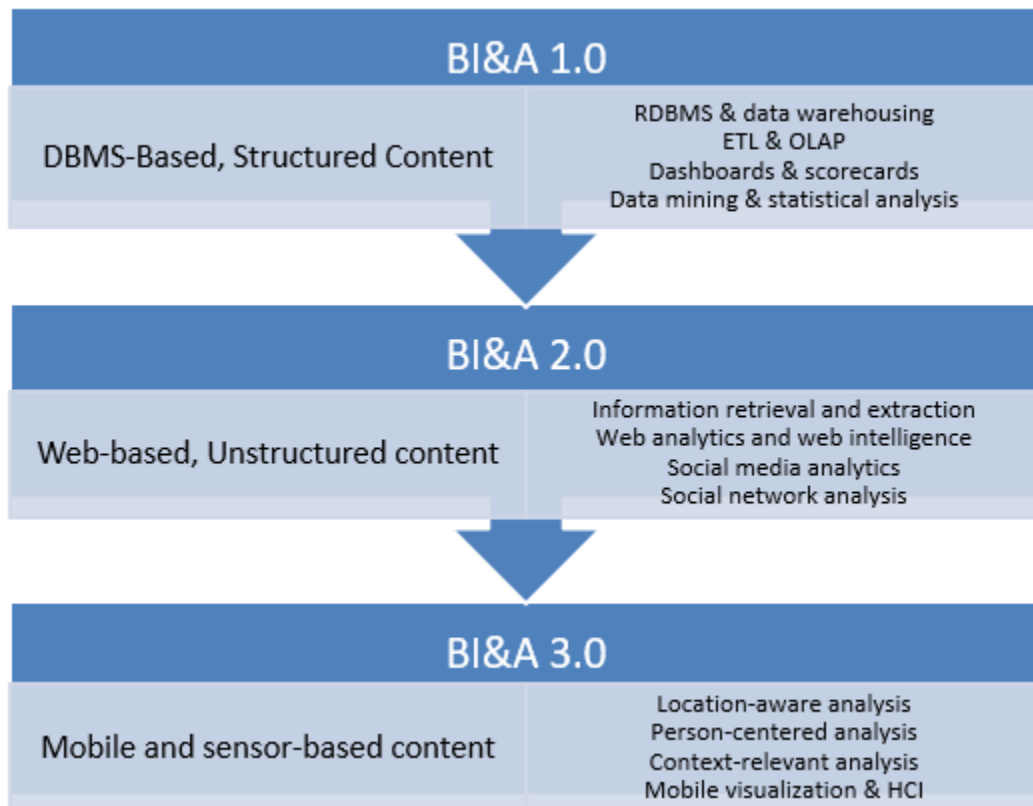 BI&A 1.0
DBMS-Based, Structured Content
RDBMS & data warehousing
ETL & OLAP
Dashboards & scorecards
Data mining & statistical analysis
BI&A 2.0
Web-based, Unstructured content
Information retrieval and extraction
Web analytics and web intelligence
Social media analytics
Social network analysis
BI&A 3.0
Mobile and sensor-based content
Location-aware analysis
Person-centered analysis
Context-relevant analysis
Mobile visualization & HCI